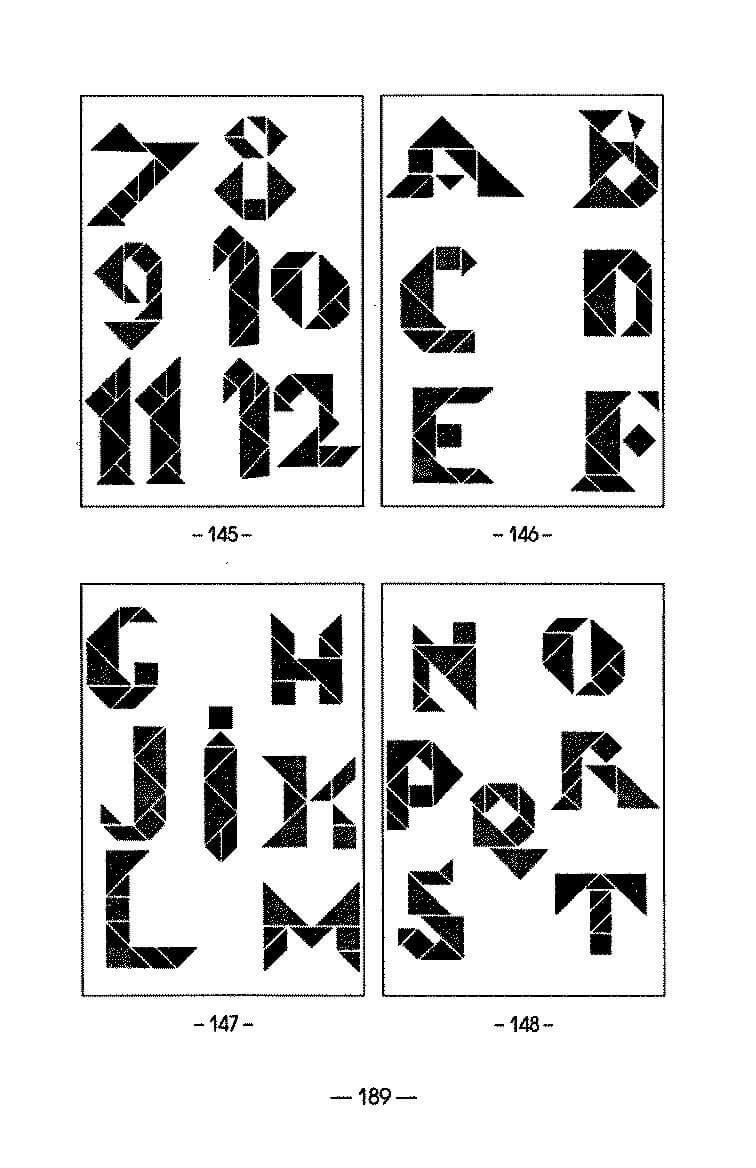 7 8
9 10
11 12
-145-
A B
C D
E F
-146-
G H
J i K
L M
-147-
N O
P Q R
S T
-148-
— 189 —